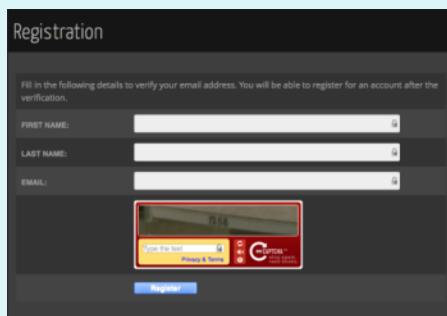 Registration
Fill in the following details to verify your email address. You will be able to register for an account after the
verification.
FIRST NAME:
LAST NAME:
EMAIL:
Type the text
Privacy & Terms
CAPTCHA™
Register